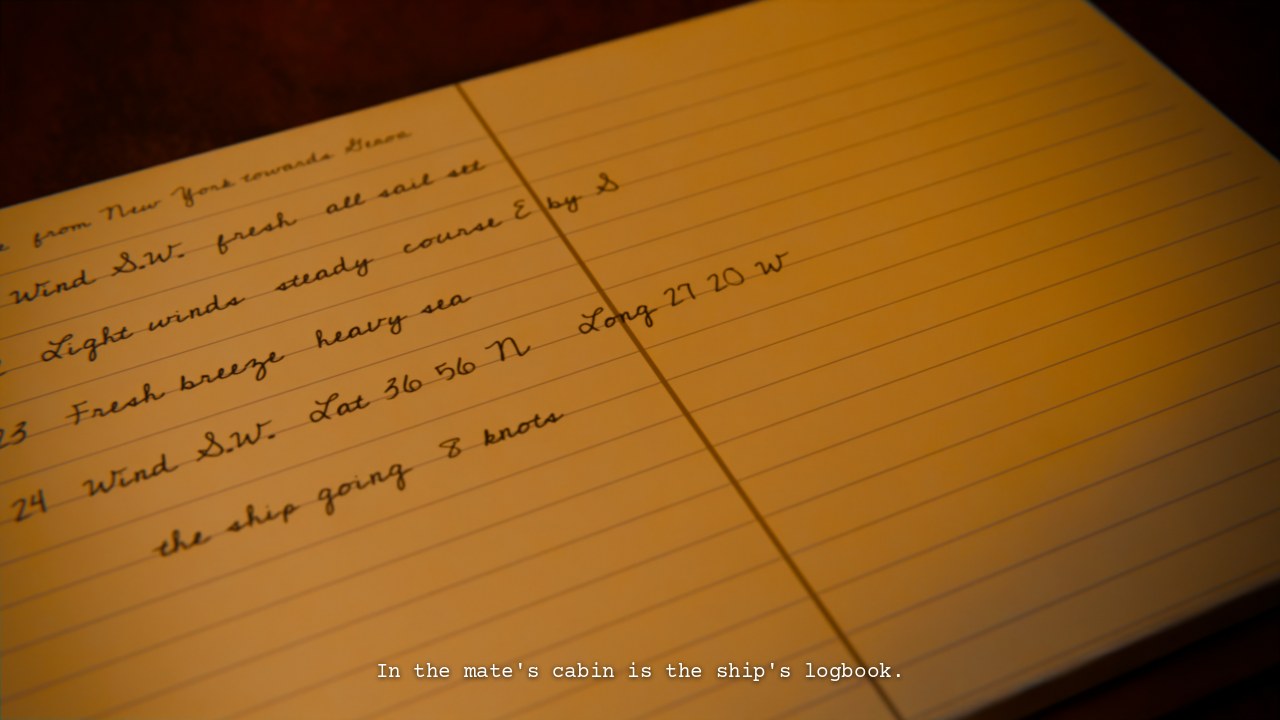 from New York towards Genoa
Wind S.W. fresh all sail set
Light winds steady course E by S
23 Fresh breeze heavy sea
24 Wind S.W. Lat 36 56 N Long 27 20 W
the ship going 8 knots
In the mate's cabin is the ship's logbook.